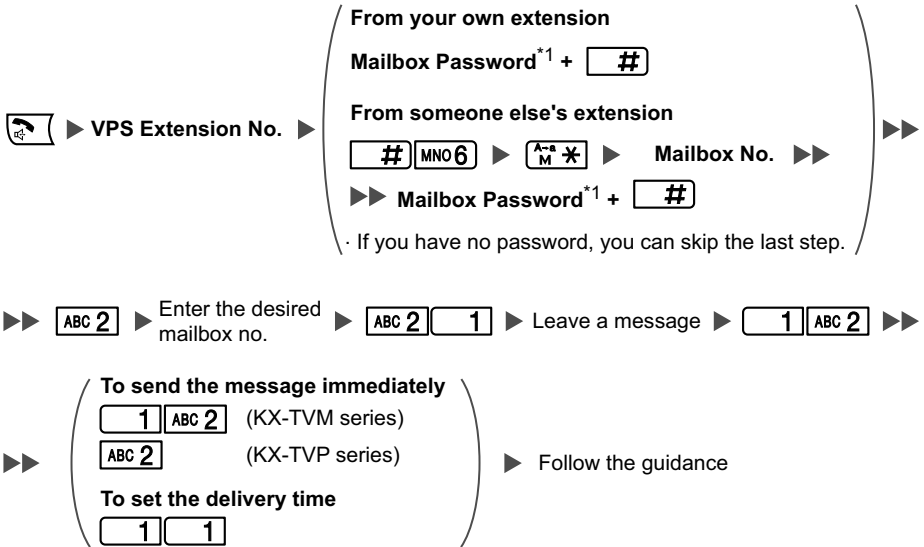 From your own extension
Mailbox Password*1 + #
VPS Extension No.
From someone else's extension
# MNO 6 A→a M * Mailbox No.
Mailbox Password*1 + #
· If you have no password, you can skip the last step.
ABC 2 Enter the desired mailbox no. ABC 2 1 Leave a message 1 ABC 2
To send the message immediately
1 ABC 2 (KX-TVM series)
ABC 2 (KX-TVP series)
Follow the guidance
To set the delivery time
1 1